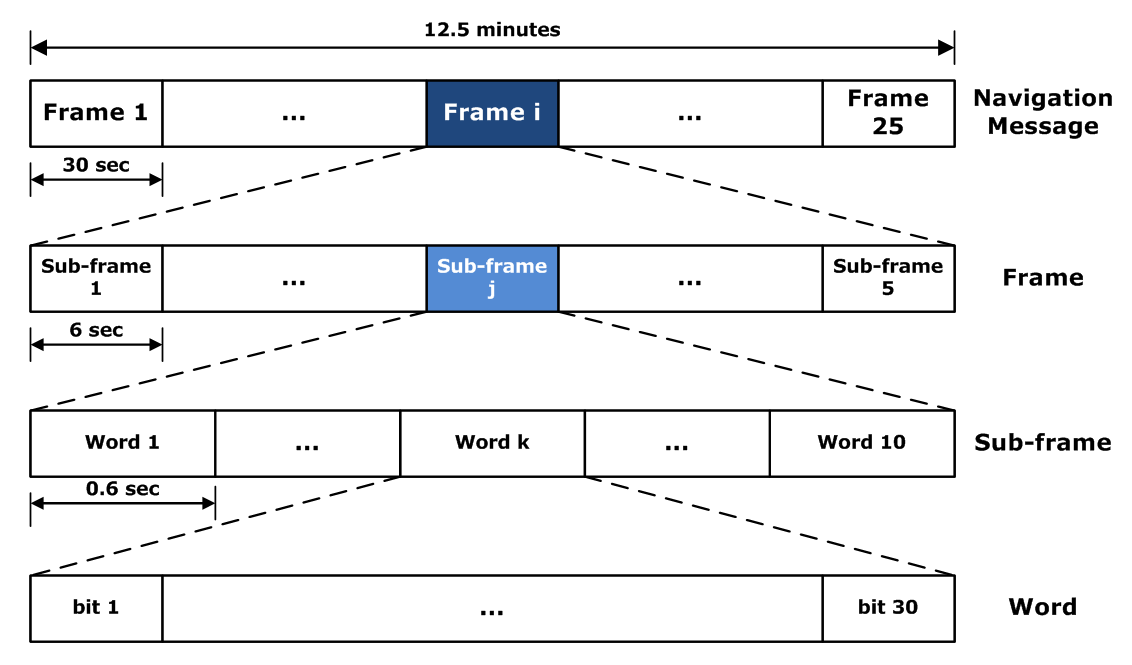 12.5 minutes
Frame 1
...
Frame i
...
Frame
25
Navigation
Message
30 sec
Sub-frame
1
...
Sub-frame
j
...
Sub-frame
5
Frame
6 sec
Word 1
...
Word k
...
Word 10
Sub-frame
0.6 sec
bit 1
...
bit 30
Word